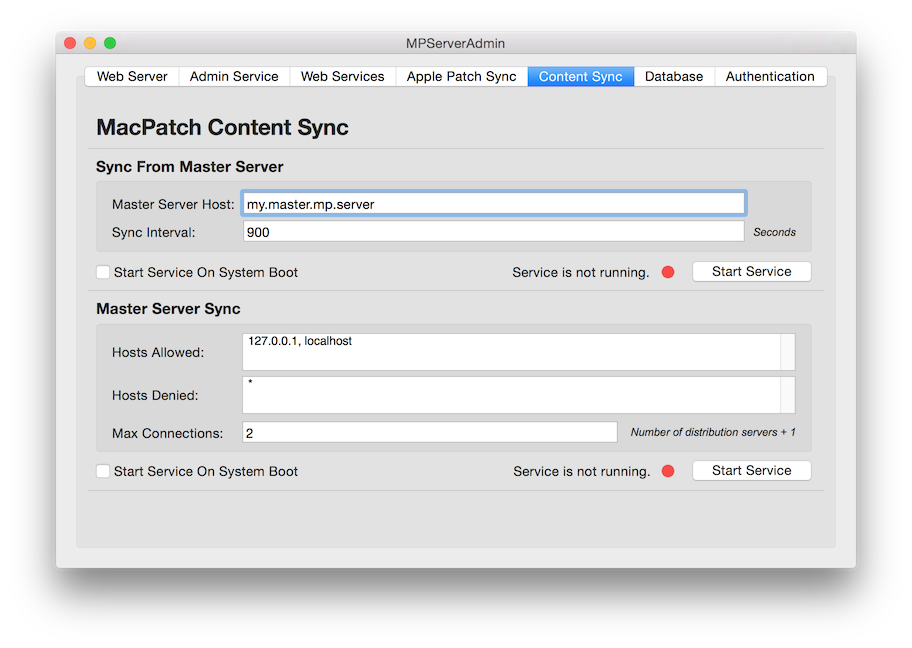 MPServerAdmin
Web Server Admin Service Web Services Apple Patch Sync Content Sync Database Authentication
MacPatch Content Sync
Sync From Master Server
Master Server Host: my.master.mp.server
Sync Interval: 900 Seconds
Start Service On System Boot Service is not running. Start Service
Master Server Sync
Hosts Allowed: 127.0.0.1, localhost
Hosts Denied: *
Max Connections: 2 Number of distribution servers + 1
Start Service On System Boot Service is not running. Start Service